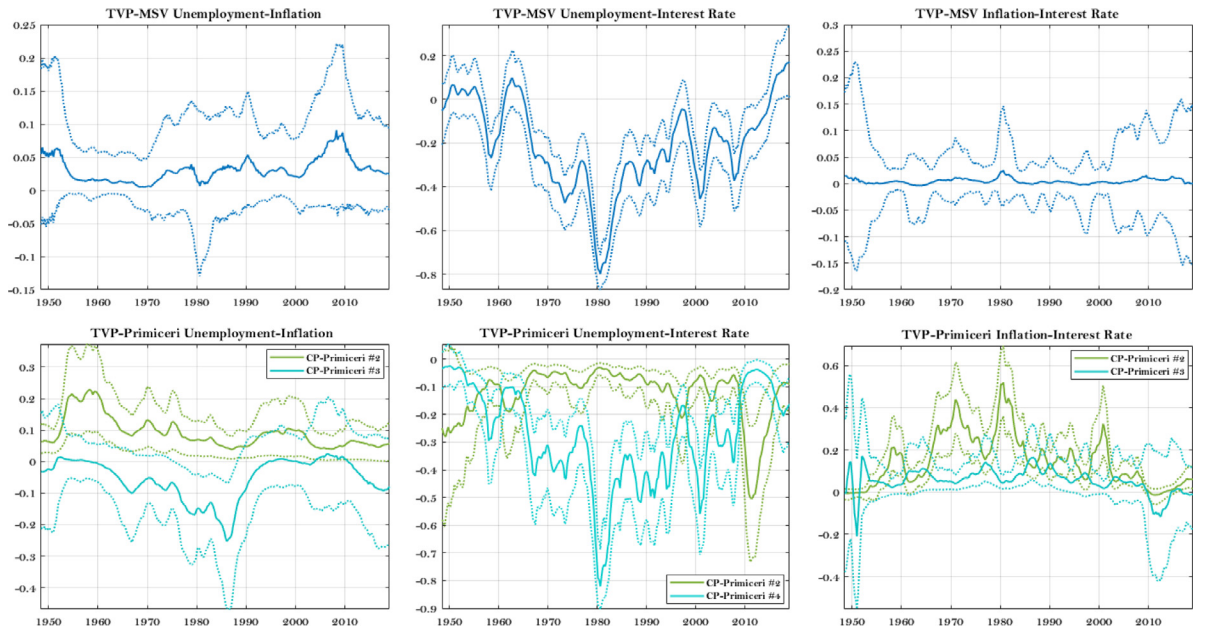 TVP-MSV Unemployment-Inflation
0.25
0.2
0.15
0.1
0.05
0
-0.05
-0.1
-0.15
1950 1960 1970 1980 1990 2000 2010
TVP-MSV Unemployment-Interest Rate
0.2
0
-0.2
-0.4
-0.6
-0.8
1950 1960 1970 1980 1990 2000 2010
TVP-MSV Inflation-Interest Rate
0.3
0.25
0.2
0.15
0.1
0.05
0
-0.05
-0.1
-0.15
-0.2
1950 1960 1970 1980 1990 2000 2010
TVP-Primiceri Unemployment-Inflation
CP-Primiceri #2
CP-Primiceri #3
0.3
0.2
0.1
0
-0.1
-0.2
-0.3
-0.4
1950 1960 1970 1980 1990 2000 2010
TVP-Primiceri Unemployment-Interest Rate
0
-0.1
-0.2
-0.3
-0.4
-0.5
-0.6
-0.7
-0.8
-0.9
CP-Primiceri #2
CP-Primiceri #4
1950 1960 1970 1980 1990 2000 2010
TVP-Primiceri Inflation-Interest Rate
CP-Primiceri #2
CP-Primiceri #3
0.6
0.4
0.2
0
-0.2
-0.4
1950 1960 1970 1980 1990 2000 2010